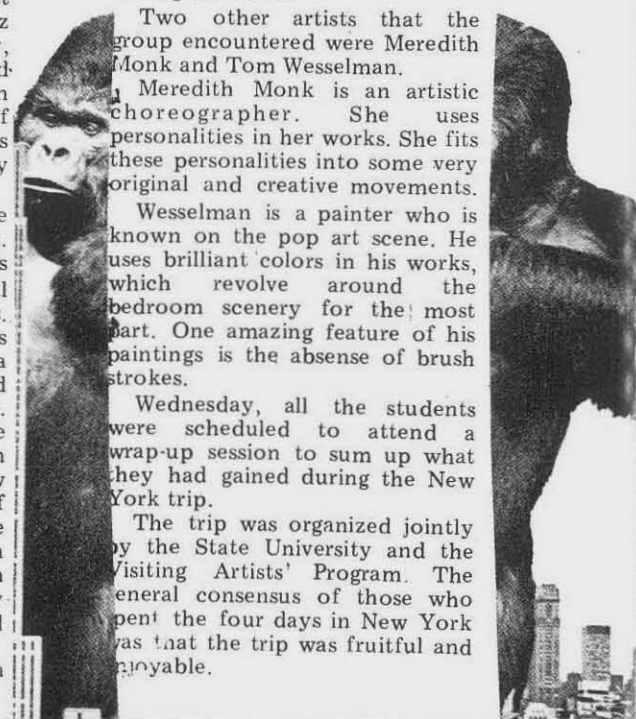 Two other artists that the
group encountered were Meredith
Monk and Tom Wesselman.
Meredith Monk is an artistic
choreographer. She uses
personalities in her works. She fits
these personalities into some very
original and creative movements.
Wesselman is a painter who is
known on the pop art scene. He
uses brilliant colors in his works,
which revolve around the
bedroom scenery for the most
part. One amazing feature of his
paintings is the absense of brush
strokes.
Wednesday, all the students
were scheduled to attend a
wrap-up session to sum up what
they had gained during the New
York trip.
The trip was organized jointly
by the State University and the
Visiting Artists' Program. The
eneral consensus of those who
pent the four days in New York
was that the trip was fruitful and
njoyable.